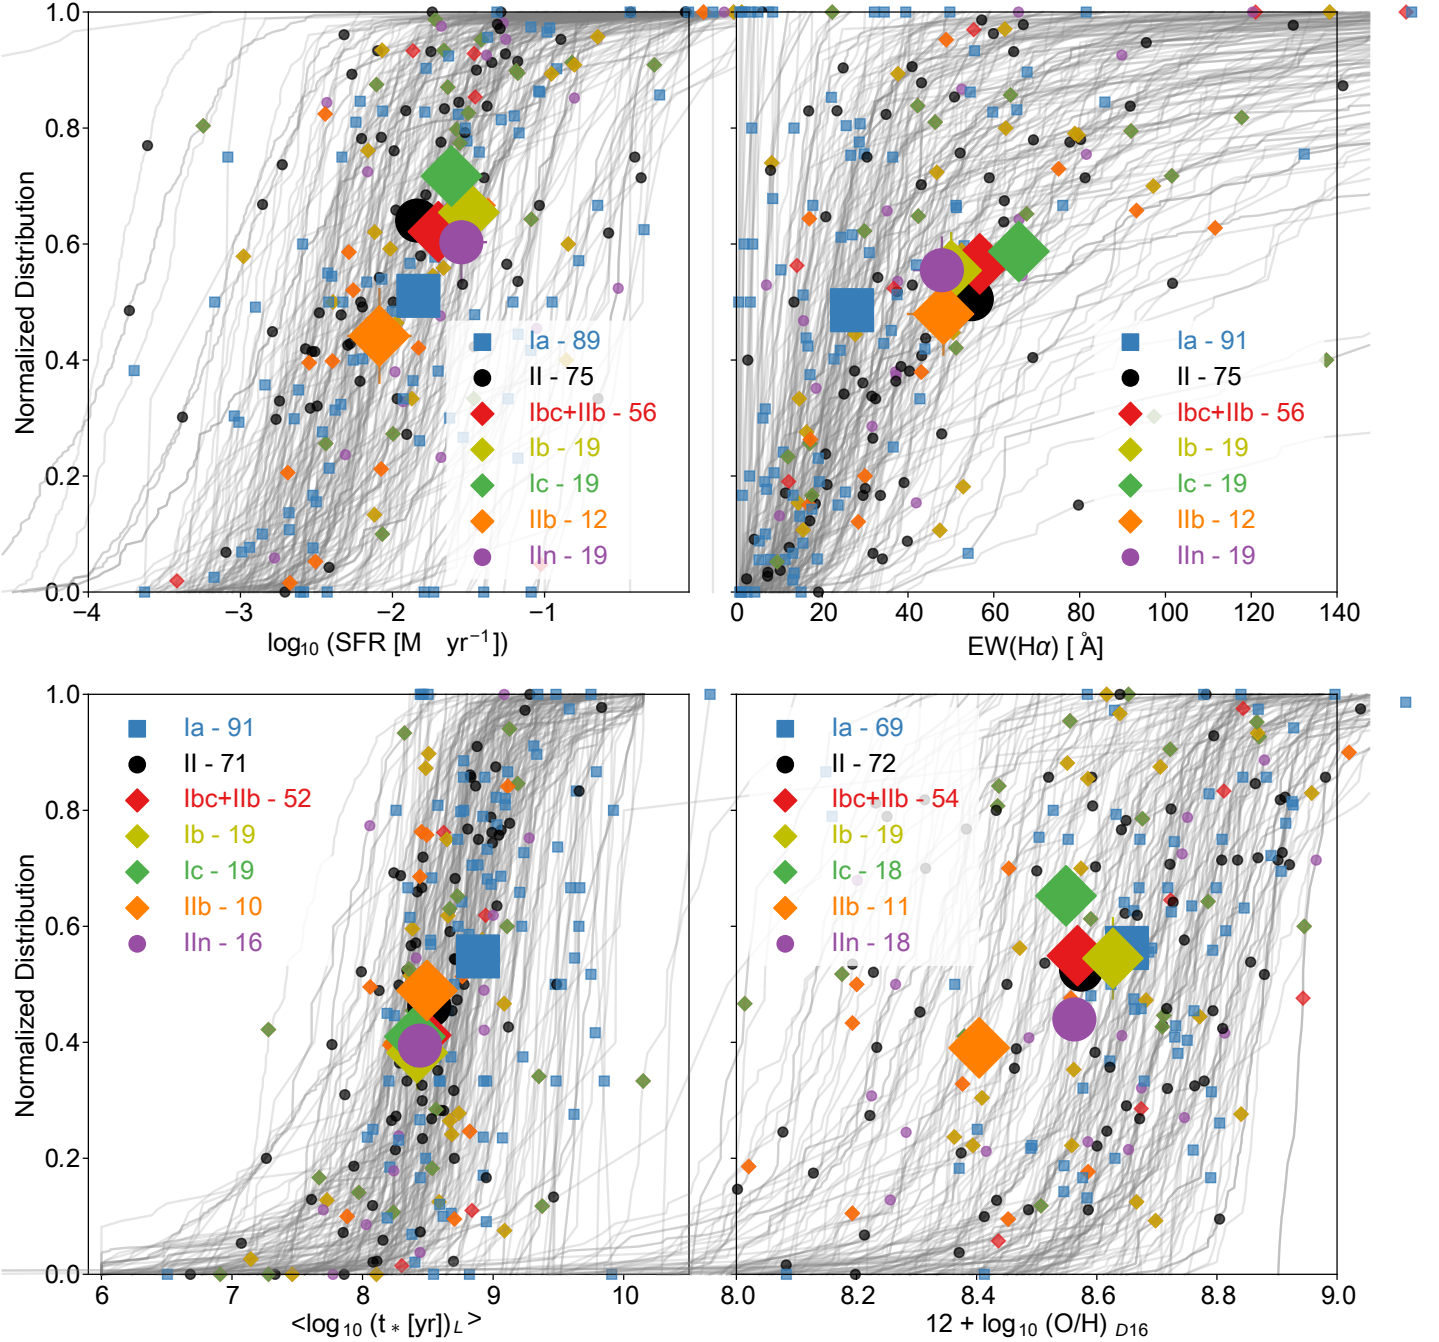 1.0
0.8
0.6
0.4
0.2
0.0
Normalized Distribution
−4
−3
−2
−1
log10 (SFR [M yr−1])
Ia - 89
II - 75
Ibc+IIb - 56
Ib - 19
Ic - 19
IIb - 12
IIn - 19
0
20
40
60
80
100
120
140
EW(Hα) [ Å]
Ia - 91
II - 75
Ibc+IIb - 56
Ib - 19
Ic - 19
IIb - 12
IIn - 19
1.0
0.8
0.6
0.4
0.2
0.0
Normalized Distribution
6
7
8
9
10
<log10 (t * [yr])L>
Ia - 91
II - 71
Ibc+IIb - 52
Ib - 19
Ic - 19
IIb - 10
IIn - 16
8.0
8.2
8.4
8.6
8.8
9.0
12 + log10 (O/H) D16
Ia - 69
II - 72
Ibc+IIb - 54
Ib - 19
Ic - 18
IIb - 11
IIn - 18